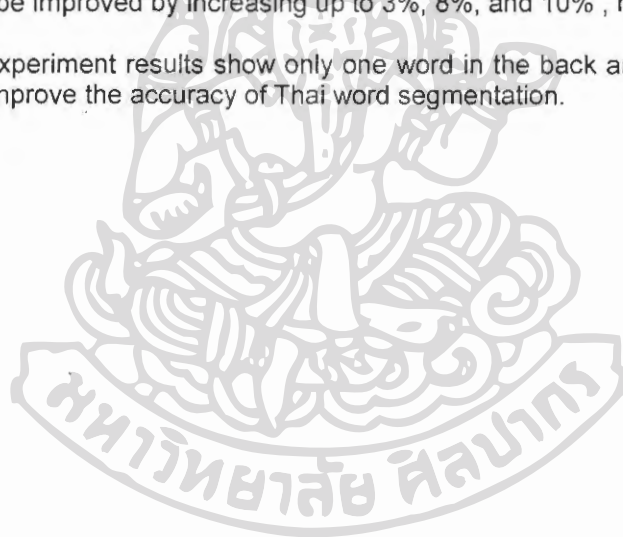 be improved by increasing up to 3%, 8%, and 10% ,
xperiment results show only one word in the back
mprove the accuracy of Thai word segmentation.
มหาวิทยาลัย ศิลปากร